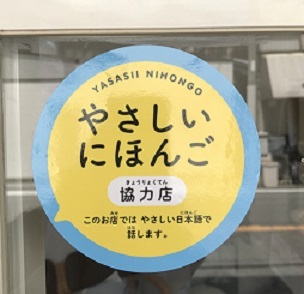 YASASII NIHONGO
やさしい
にほんご
きょうりょくてん
協力店
このお店では やさしい日本語で
話します。